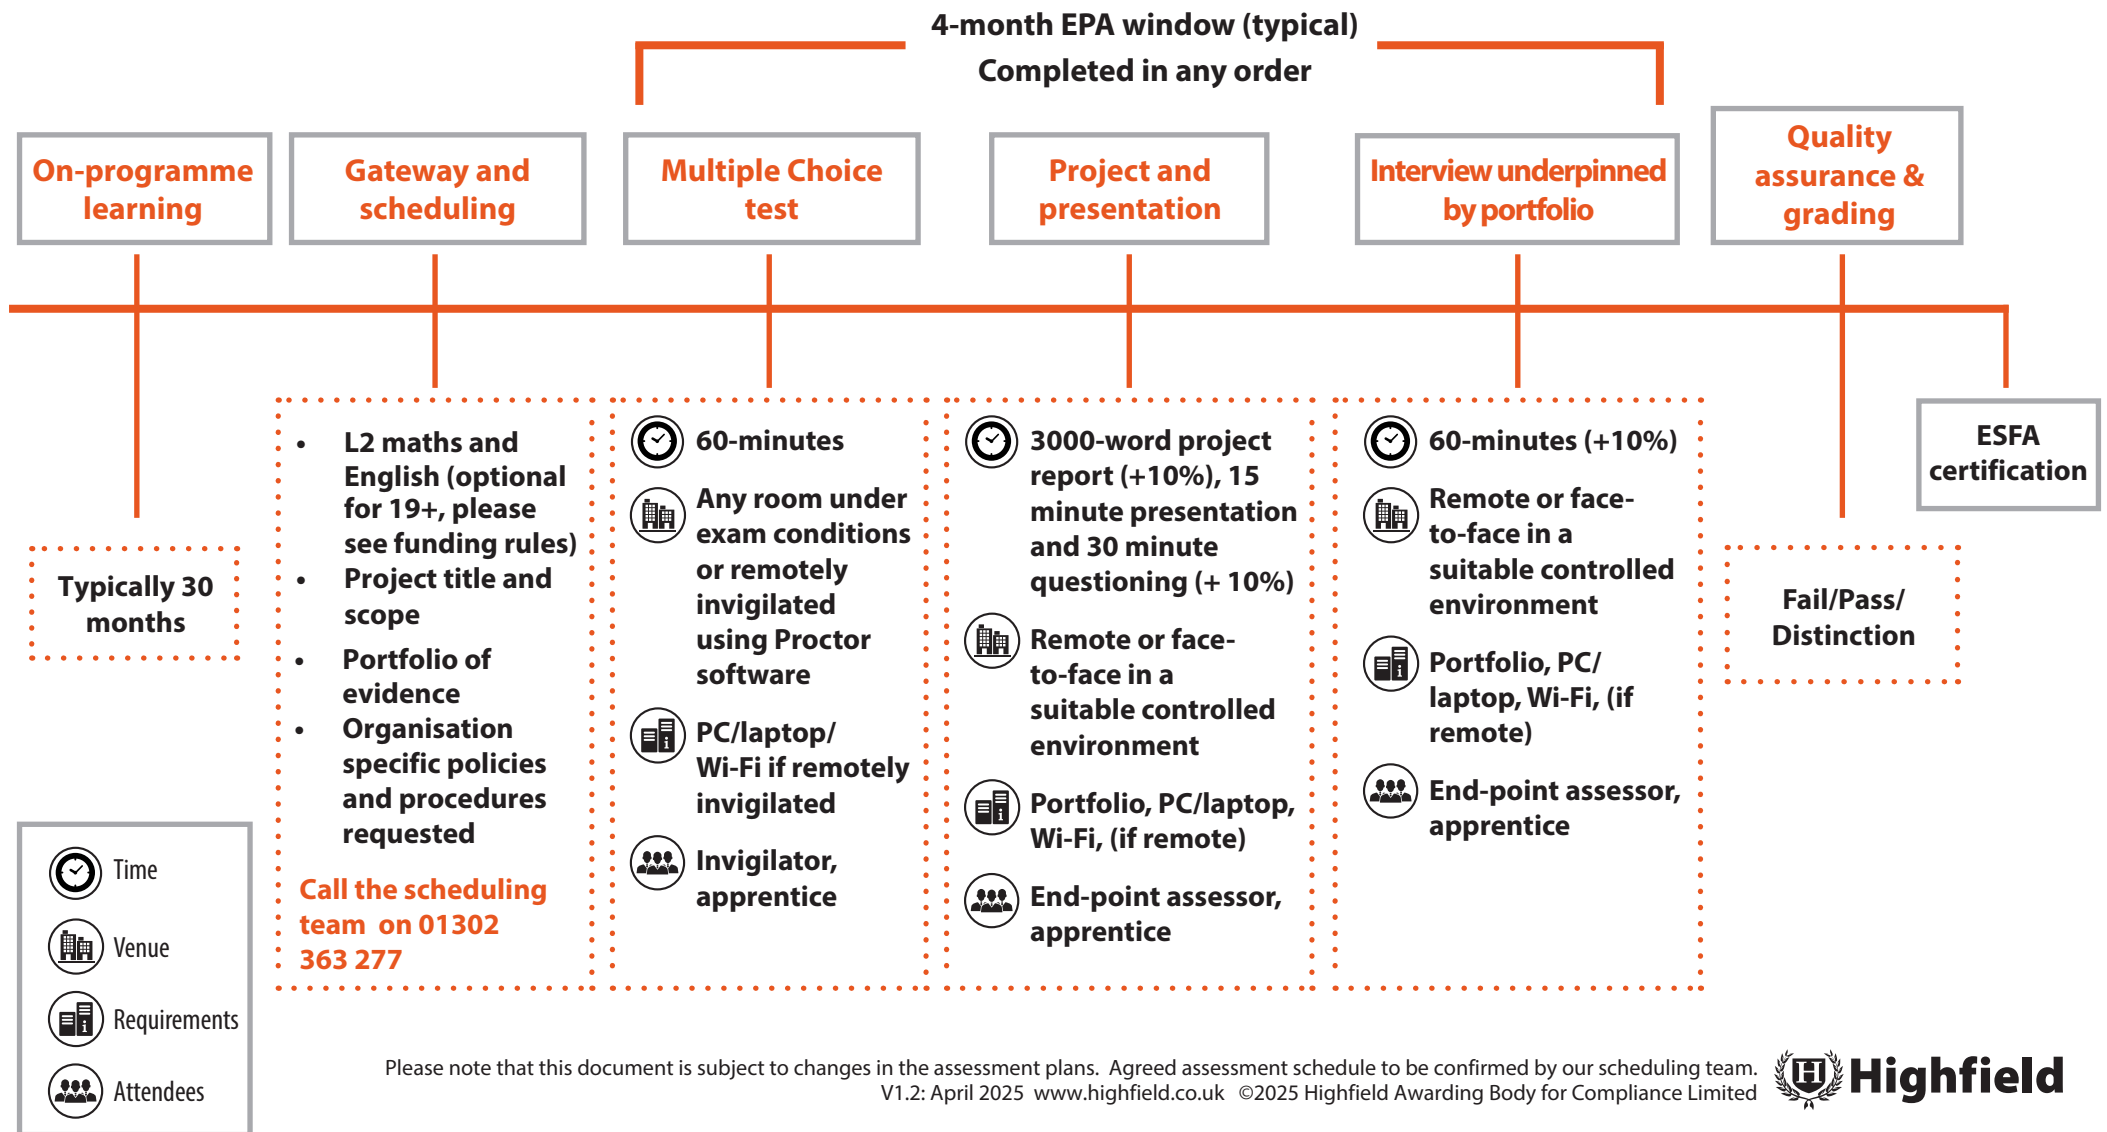 4-month EPA window (typical)
Completed in any order
On-programme
learning
Gateway and
scheduling
Multiple Choice
test
Project and
presentation
Interview underpinned
by portfolio
Quality
assurance &
grading
Typically 30
months
• L2 maths and
English (optional
for 19+, please
see funding rules)
• Project title and
scope
• Portfolio of
evidence
• Organisation
specific policies
and procedures
requested
Call the scheduling
team on 01302
363 277
60-minutes
Any room under
exam conditions
or remotely
invigilated
using Proctor
software
PC/laptop/
Wi-Fi if remotely
invigilated
Invigilator,
apprentice
3000-word project
report (+10%), 15
minute presentation
and 30 minute
questioning (+ 10%)
Remote or face-
to-face in a
suitable controlled
environment
Portfolio, PC/laptop,
Wi-Fi, (if remote)
End-point assessor,
apprentice
60-minutes (+10%)
Remote or face-
to-face in a
suitable controlled
environment
Portfolio, PC/
laptop, Wi-Fi, (if
remote)
End-point assessor,
apprentice
Fail/Pass/
Distinction
ESFA
certification
Time
Venue
Requirements
Attendees
Please note that this document is subject to changes in the assessment plans. Agreed assessment schedule to be confirmed by our scheduling team.
V1.2: April 2025 www.highfield.co.uk ©2025 Highfield Awarding Body for Compliance Limited
H Highfield